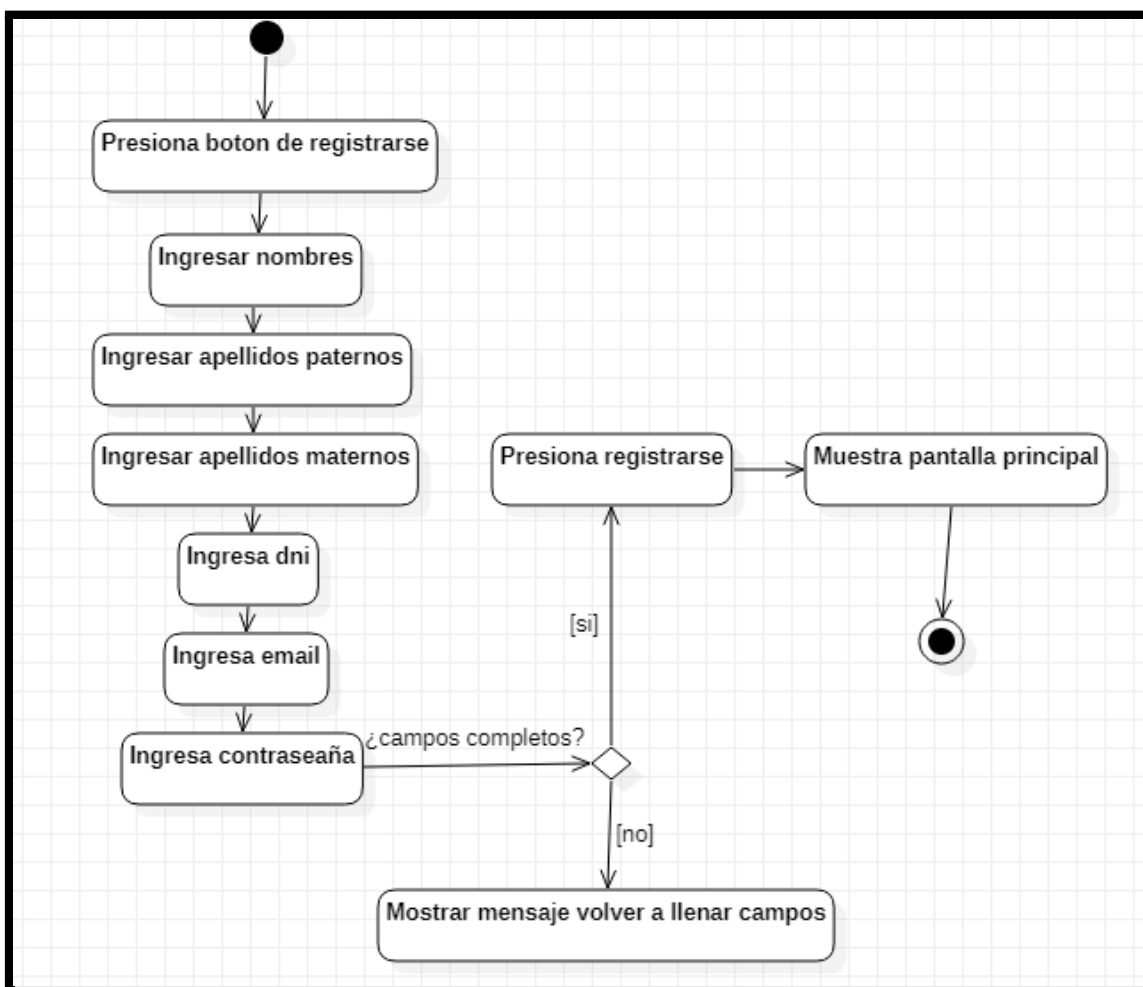 Presiona boton de registrarse
Ingresar nombres
Ingresar apellidos paternos
Ingresar apellidos maternos
Ingresa dni
Ingresa email
Ingresa contraseaña
¿campos completos?
[si]
Presiona registrarse
Muestra pantalla principal
[no]
Mostrar mensaje volver a llenar campos